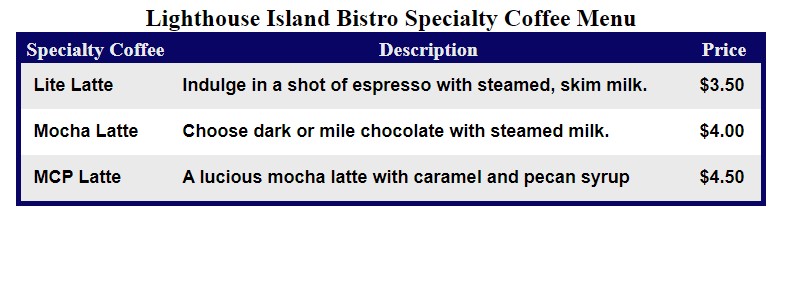 Lighthouse Island Bistro Specialty Coffee Menu
Specialty Coffee Description Price
Lite Latte Indulge in a shot of espresso with steamed, skim milk. $3.50
Mocha Latte Choose dark or mile chocolate with steamed milk. $4.00
MCP Latte A lucious mocha latte with caramel and pecan syrup $4.50